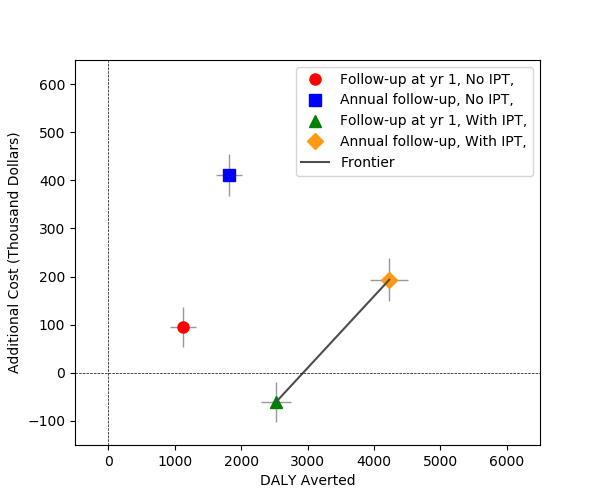 600
500
400
300
200
100
0
−100
Additional Cost (Thousand Dollars)
Follow-up at yr 1, No IPT,
Annual follow-up, No IPT,
Follow-up at yr 1, With IPT,
Annual follow-up, With IPT,
Frontier
0 1000 2000 3000 4000 5000 6000
DALY Averted